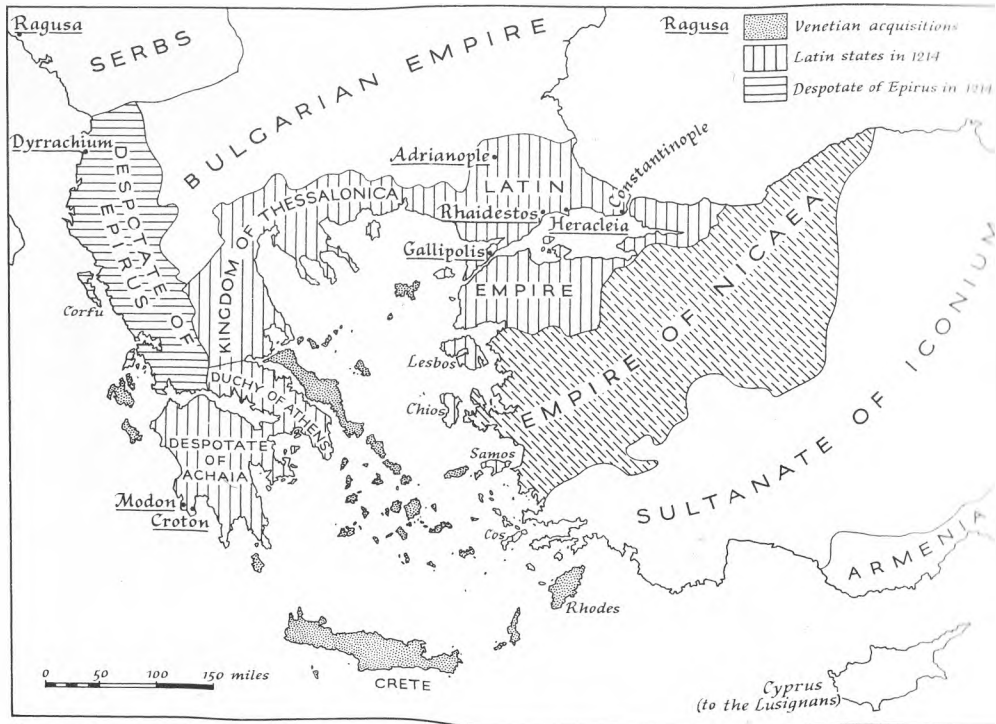 Ragusa
SERBS
BULGARIAN EMPIRE
Ragusa
Venetian acquisitions
Latin states in 1214
Despotate of Epirus in 1214
Dyrrachium
DESPOTATE OF
EPIRUS
Corfu
KINGDOM OF THESSALONICA
Adrianople
LATIN
Constantinople
Rhaidestos
Heracleia
Gallipolis
EMPIRE
EMPIRE OF NICAEA
SULTANATE OF ICONIUM
ARMENIA
Lesbos
Chios
Samos
Cos
Rhodes
DUCHY OF ATHENS
DESPOTATE
OF
ACHAIA
Modon
Croton
CRETE
Cyprus
(to the Lusignans)
0 50 100 150 miles